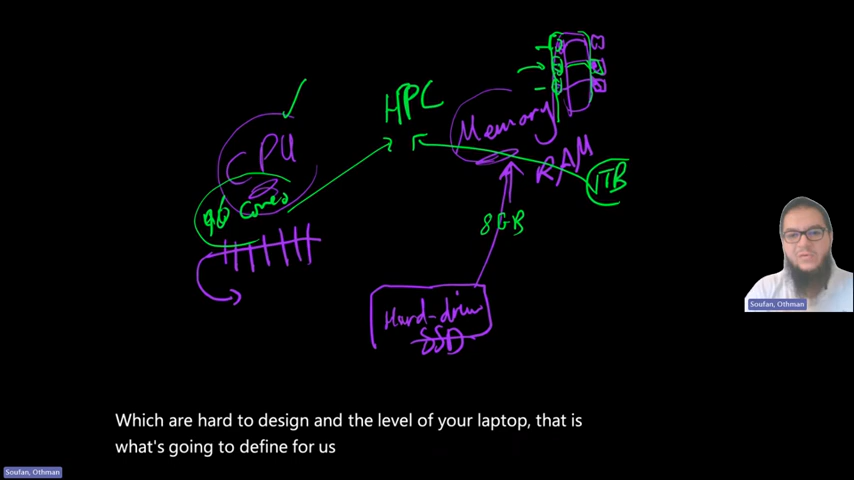 HPC
Memory
CPU
RAM
1TB
90 Cores
8GB
Hard-drive
SSD
Soufan, Othman
Which are hard to design and the level of your laptop, that is
what's going to define for us
Soufan, Othman